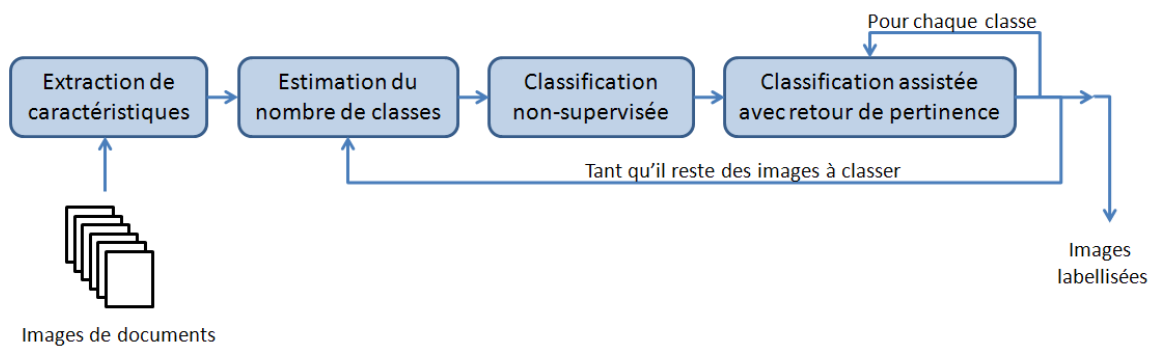 Pour chaque classe
Extraction de
caractéristiques
Estimation du
nombre de classes
Classification
non-supervisée
Classification assistée
avec retour de pertinence
Tant qu'il reste des images à classer
Images
labellisées
Images de documents